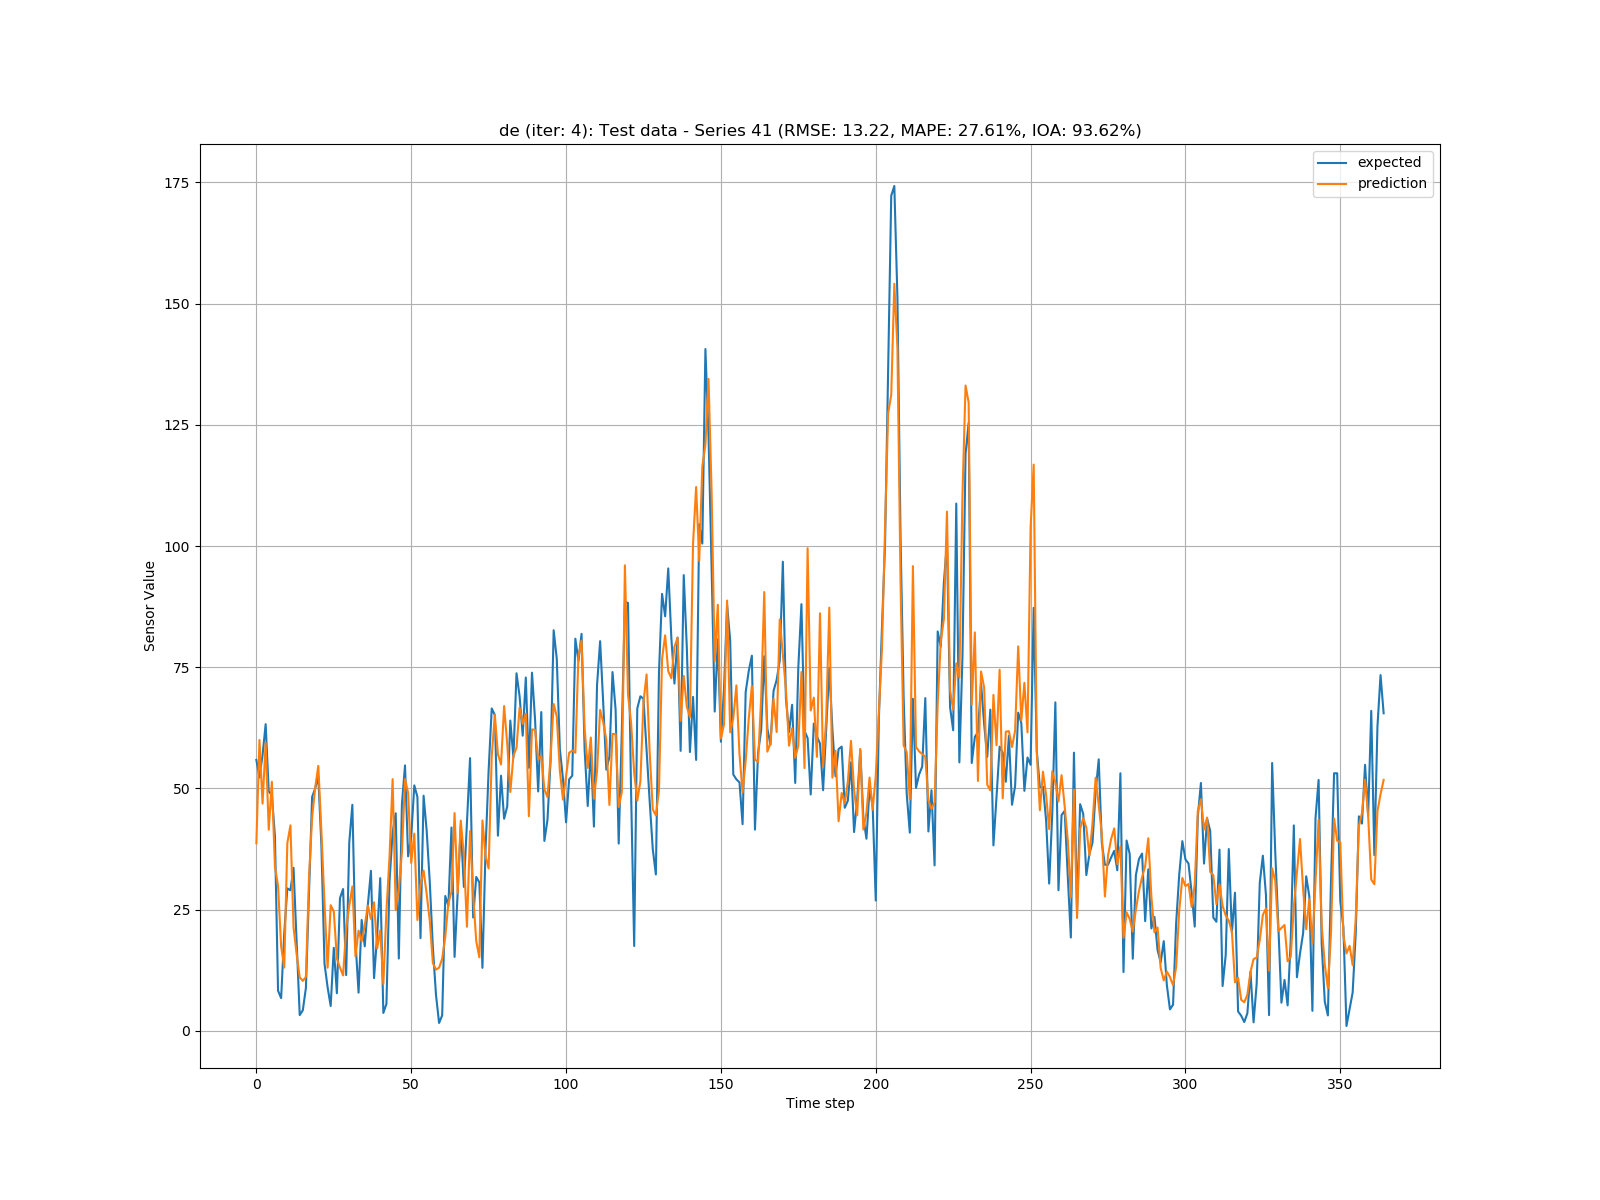 de (iter: 4): Test data - Series 41 (RMSE: 13.22, MAPE: 27.61%, IOA: 93.62%)
expected
prediction
175
150
125
100
75
50
25
0
Sensor Value
0 50 100 150 200 250 300 350
Time step